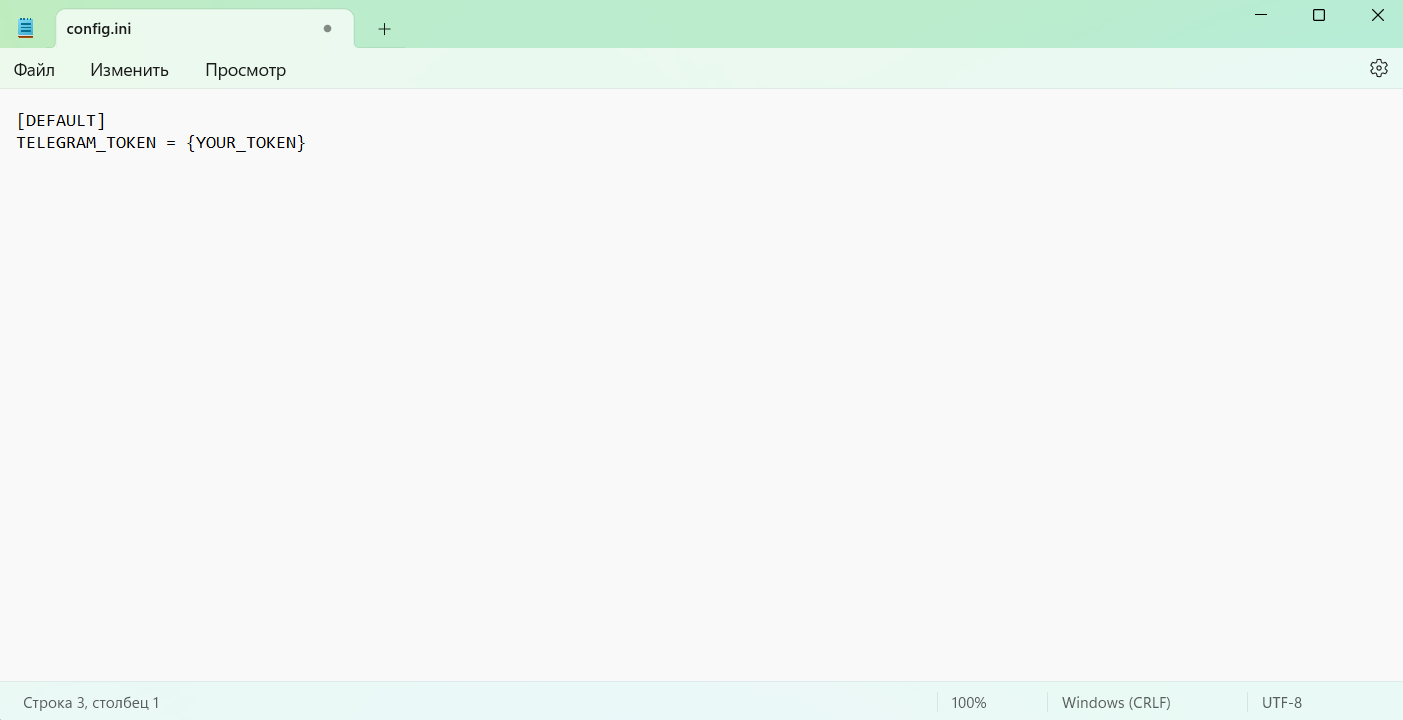 config.ini
Файл Изменить Просмотр
[DEFAULT]
TELEGRAM_TOKEN = {YOUR_TOKEN}
Строка 3, столбец 1 100% Windows (CRLF) UTF-8